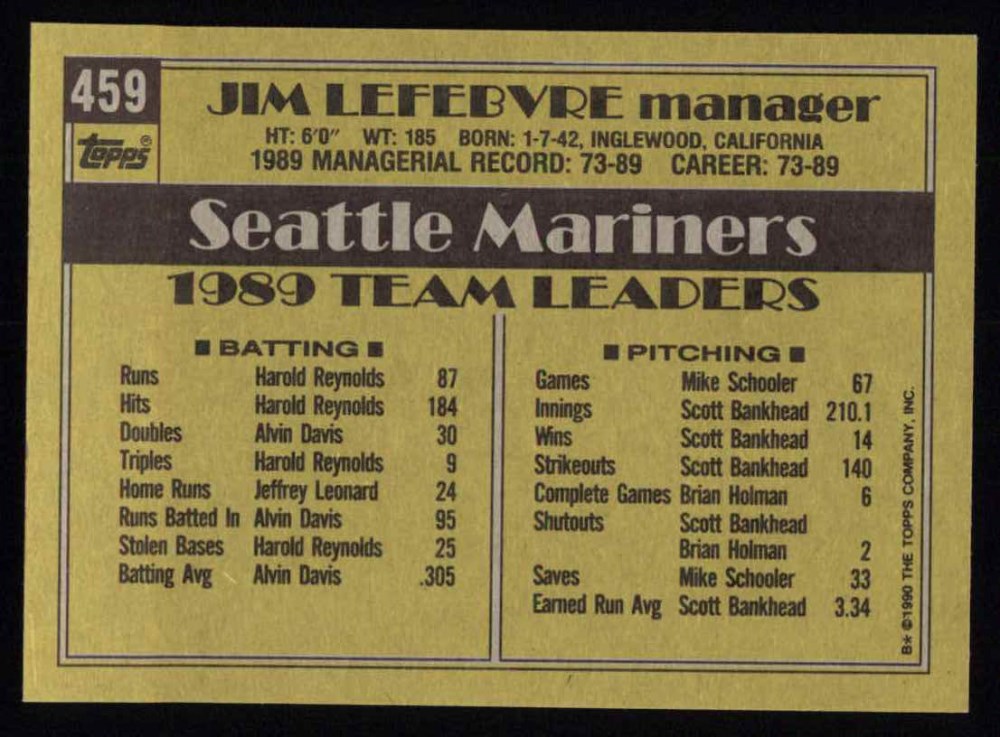 459
topps®
JIM LEFEBVRE manager
HT: 6'0" WT: 185 BORN: 1-7-42, INGLEWOOD, CALIFORNIA
1989 MANAGERIAL RECORD: 73-89 CAREER: 73-89
Seattle Mariners
1989 TEAM LEADERS
■ BATTING ■
Runs Harold Reynolds 87
Hits Harold Reynolds 184
Doubles Alvin Davis 30
Triples Harold Reynolds 9
Home Runs Jeffrey Leonard 24
Runs Batted In Alvin Davis 95
Stolen Bases Harold Reynolds 25
Batting Avg Alvin Davis .305
■ PITCHING ■
Games Mike Schooler 67
Innings Scott Bankhead 210.1
Wins Scott Bankhead 14
Strikeouts Scott Bankhead 140
Complete Games Brian Holman 6
Shutouts Scott Bankhead
Brian Holman 2
Saves Mike Schooler 33
Earned Run Avg Scott Bankhead 3.34
B* ©1990 THE TOPPS COMPANY, INC.